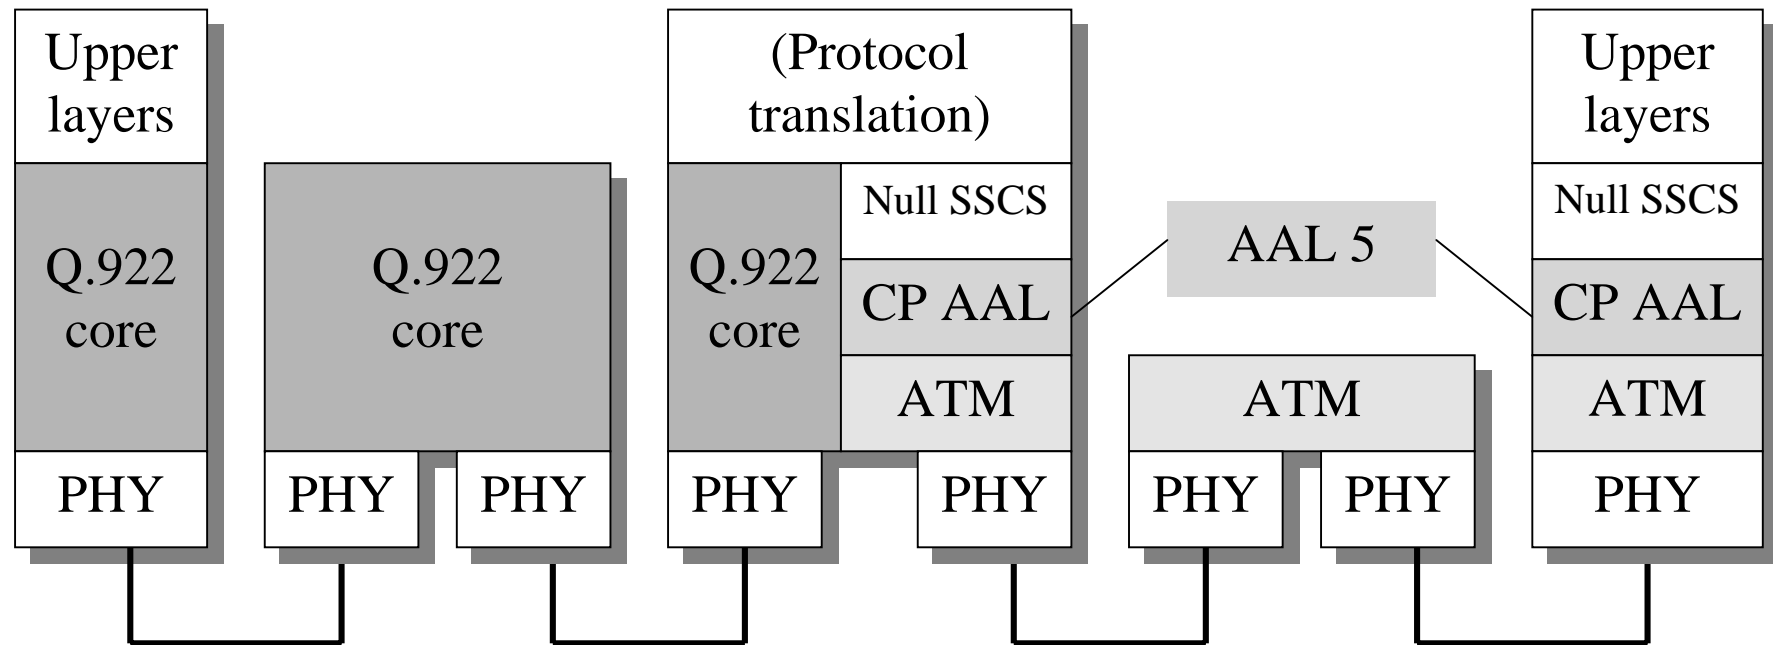 Upper
layers
Q.922
core
PHY
Q.922
core
PHY
PHY
(Protocol
translation)
Q.922
core
Null SSCS
CP AAL
ATM
PHY
PHY
AAL 5
ATM
PHY
PHY
Upper
layers
Null SSCS
CP AAL
ATM
PHY